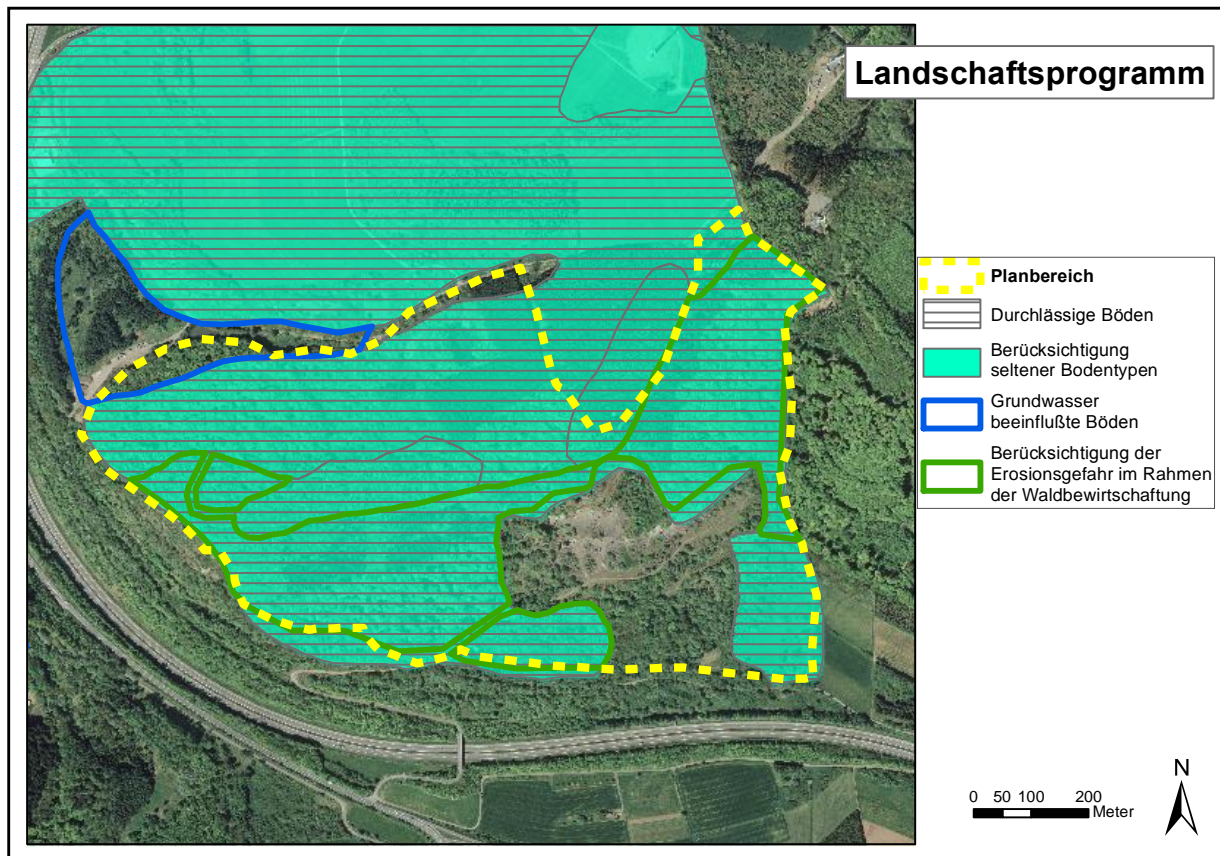 Landschaftsprogramm
Planbereich
Durchlässige Böden
Berücksichtigung
seltener Bodentypen
Grundwasser
beeinflußte Böden
Berücksichtigung der
Erosionsgefahr im Rahmen
der Waldbewirtschaftung
N
0 50 100 200
Meter